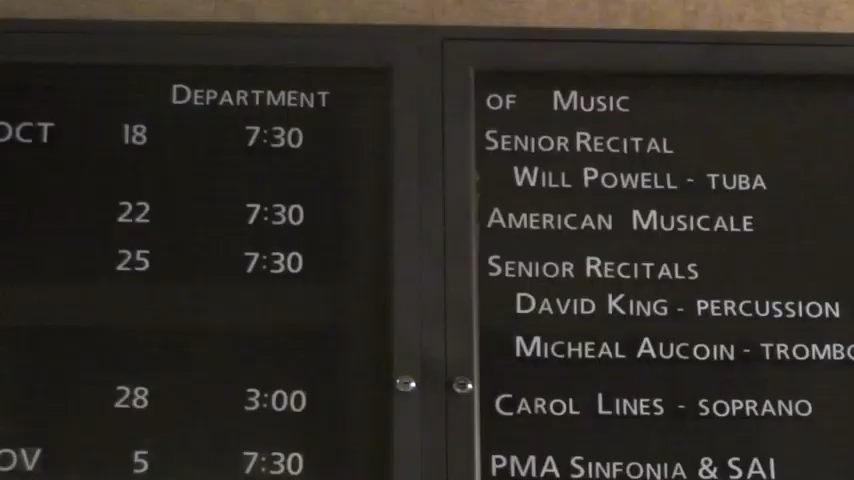 DEPARTMENT OF MUSIC
OCT 18 7:30 SENIOR RECITAL
WILL POWELL - TUBA
22 7:30 AMERICAN MUSICALE
25 7:30 SENIOR RECITALS
DAVID KING - PERCUSSION
MICHEAL AUCOIN - TROMBO
28 3:00 CAROL LINES - SOPRANO
OV 5 7:30 PMA SINFONIA & SAI